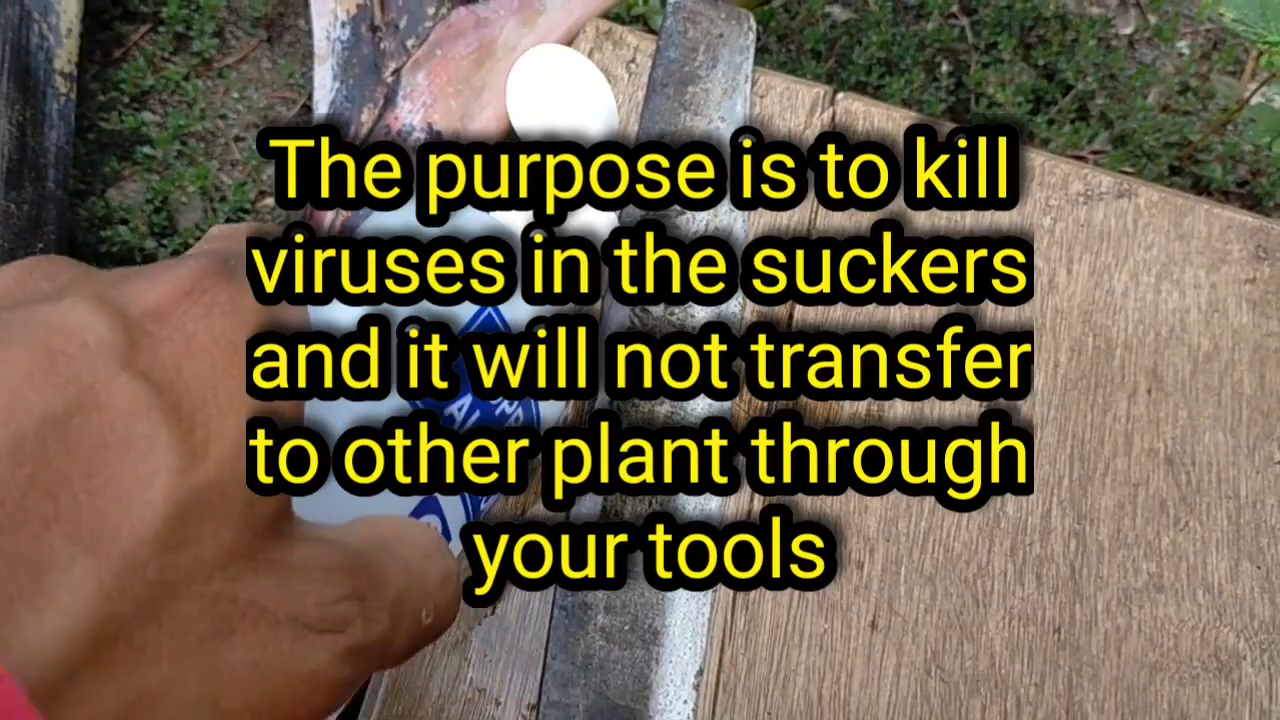 The purpose is to kill
viruses in the suckers
and it will not transfer
to other plant through
your tools